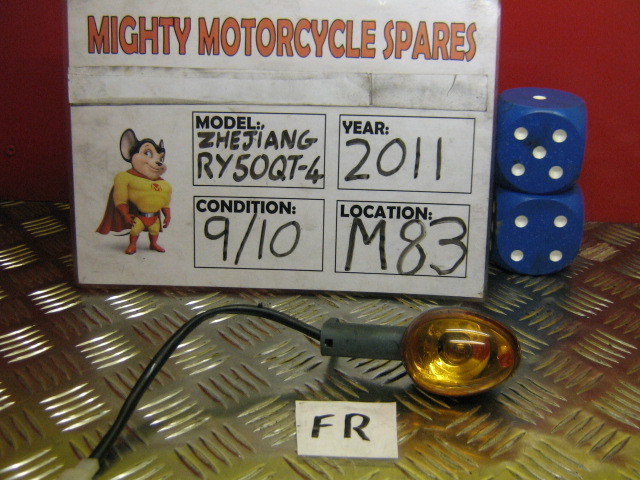 MIGHTY MOTORCYCLE SPARES
MODEL:
ZHEJIANG
RY50QT-4
YEAR:
2011
CONDITION:
9/10
LOCATION:
M83
FR